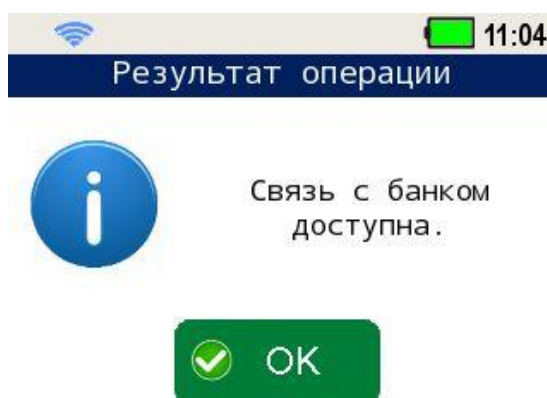 11:04
Результат операции
Связь с банком
доступна.
OK